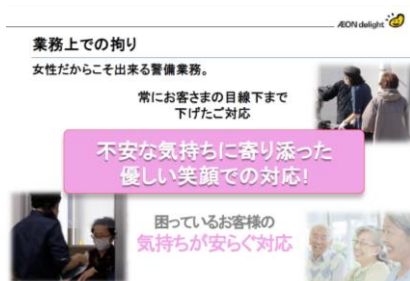 ÆON delight
業務上での拘り
女性だからこそ出来る警備業務。
常にお客さまの目線下まで
下げたご対応
不安な気持ちに寄り添った
優しい笑顔での対応!
困っているお客様の
気持ちが安らぐ対応